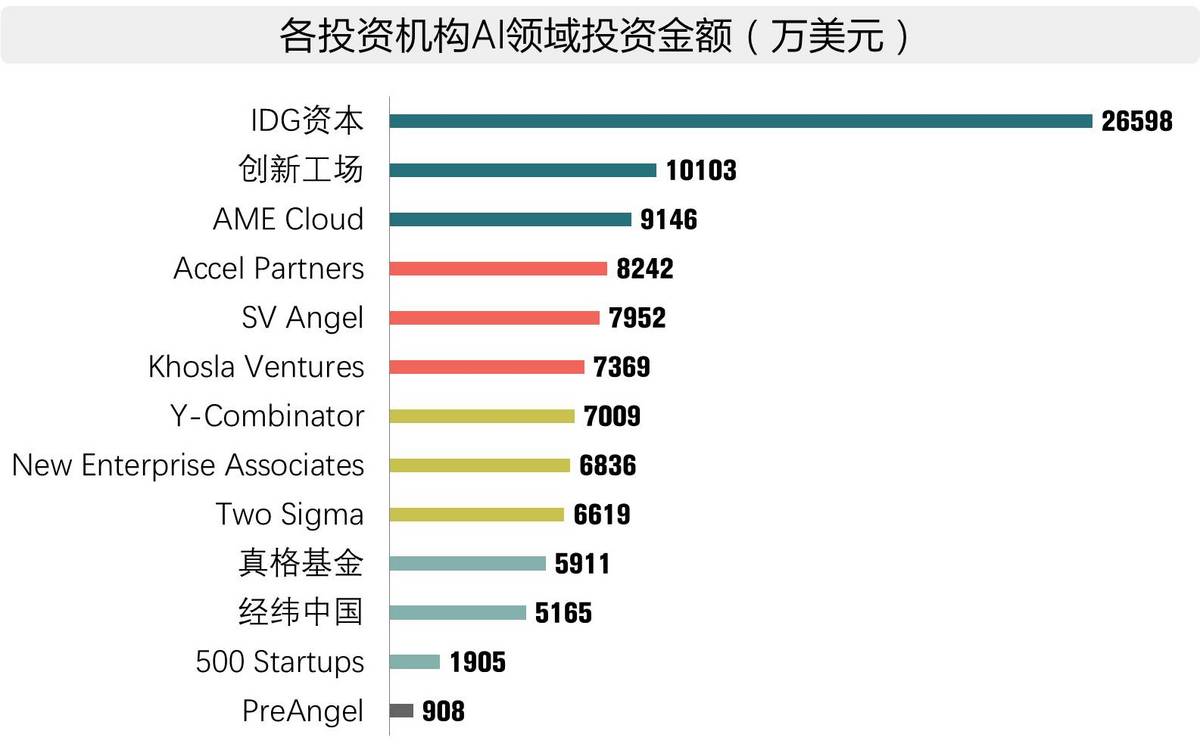 各投资机构AI领域投资金额（万美元）
IDG资本 26598
创新工场 10103
AME Cloud 9146
Accel Partners 8242
SV Angel 7952
Khosla Ventures 7369
Y-Combinator 7009
New Enterprise Associates 6836
Two Sigma 6619
真格基金 5911
经纬中国 5165
500 Startups 1905
PreAngel 908